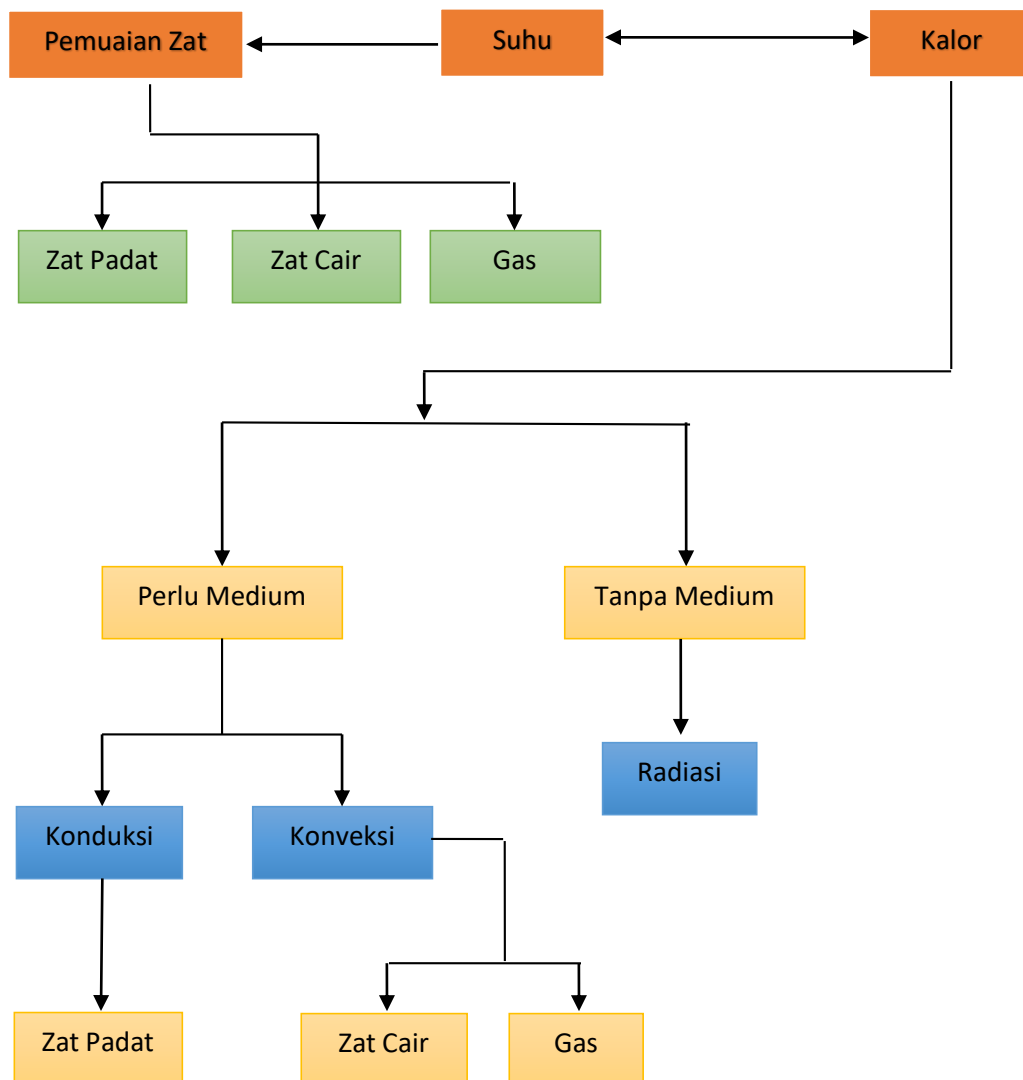 Pemuaian Zat
Suhu
Kalor
Zat Padat
Zat Cair
Gas
Perlu Medium
Tanpa Medium
Radiasi
Konduksi
Konveksi
Zat Padat
Zat Cair
Gas